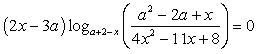 (2x − 3a) log_{a+2−x} ( (a² − 2a + x) / (4x² − 11x + 8) ) = 0